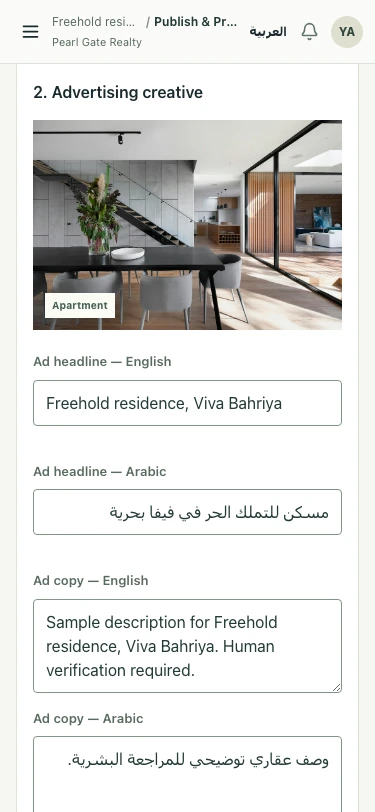 Freehold resi... / Publish & Pr...
Pearl Gate Realty
العربية
YA
2. Advertising creative
Apartment
Ad headline — English
Freehold residence, Viva Bahriya
Ad headline — Arabic
مسكن للتملك الحر في فيفا بحرية
Ad copy — English
Sample description for Freehold
residence, Viva Bahriya. Human
verification required.
Ad copy — Arabic
وصف عقاري توضيحي للمراجعة البشرية.